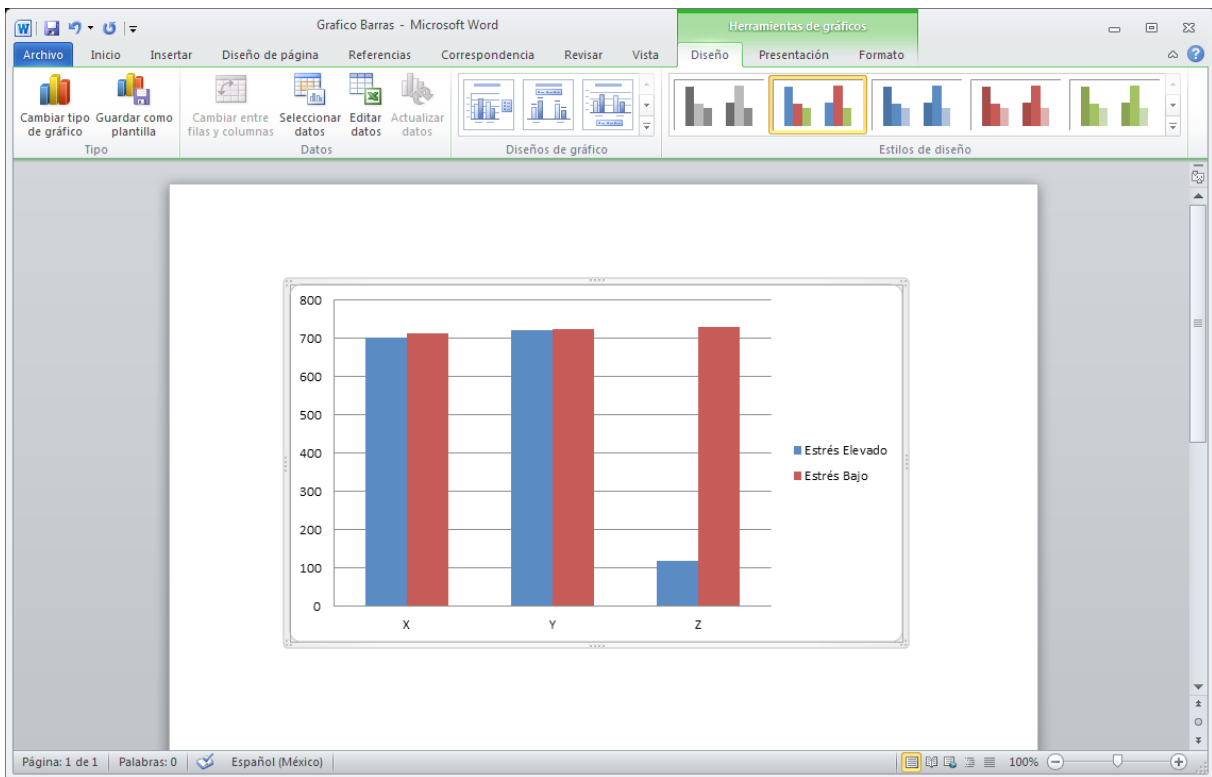 Grafico Barras - Microsoft Word
Herramientas de gráficos
Archivo Inicio Insertar Diseño de página Referencias Correspondencia Revisar Vista Diseño Presentación Formato
Cambiar tipo de gráfico
Guardar como plantilla
Cambiar entre filas y columnas
Seleccionar datos
Editar datos
Actualizar datos
Tipo
Datos
Diseños de gráfico
Estilos de diseño
800
700
600
500
400
300
200
100
0
X Y Z
Estrés Elevado
Estrés Bajo
Página: 1 de 1 Palabras: 0 Español (México) 100%